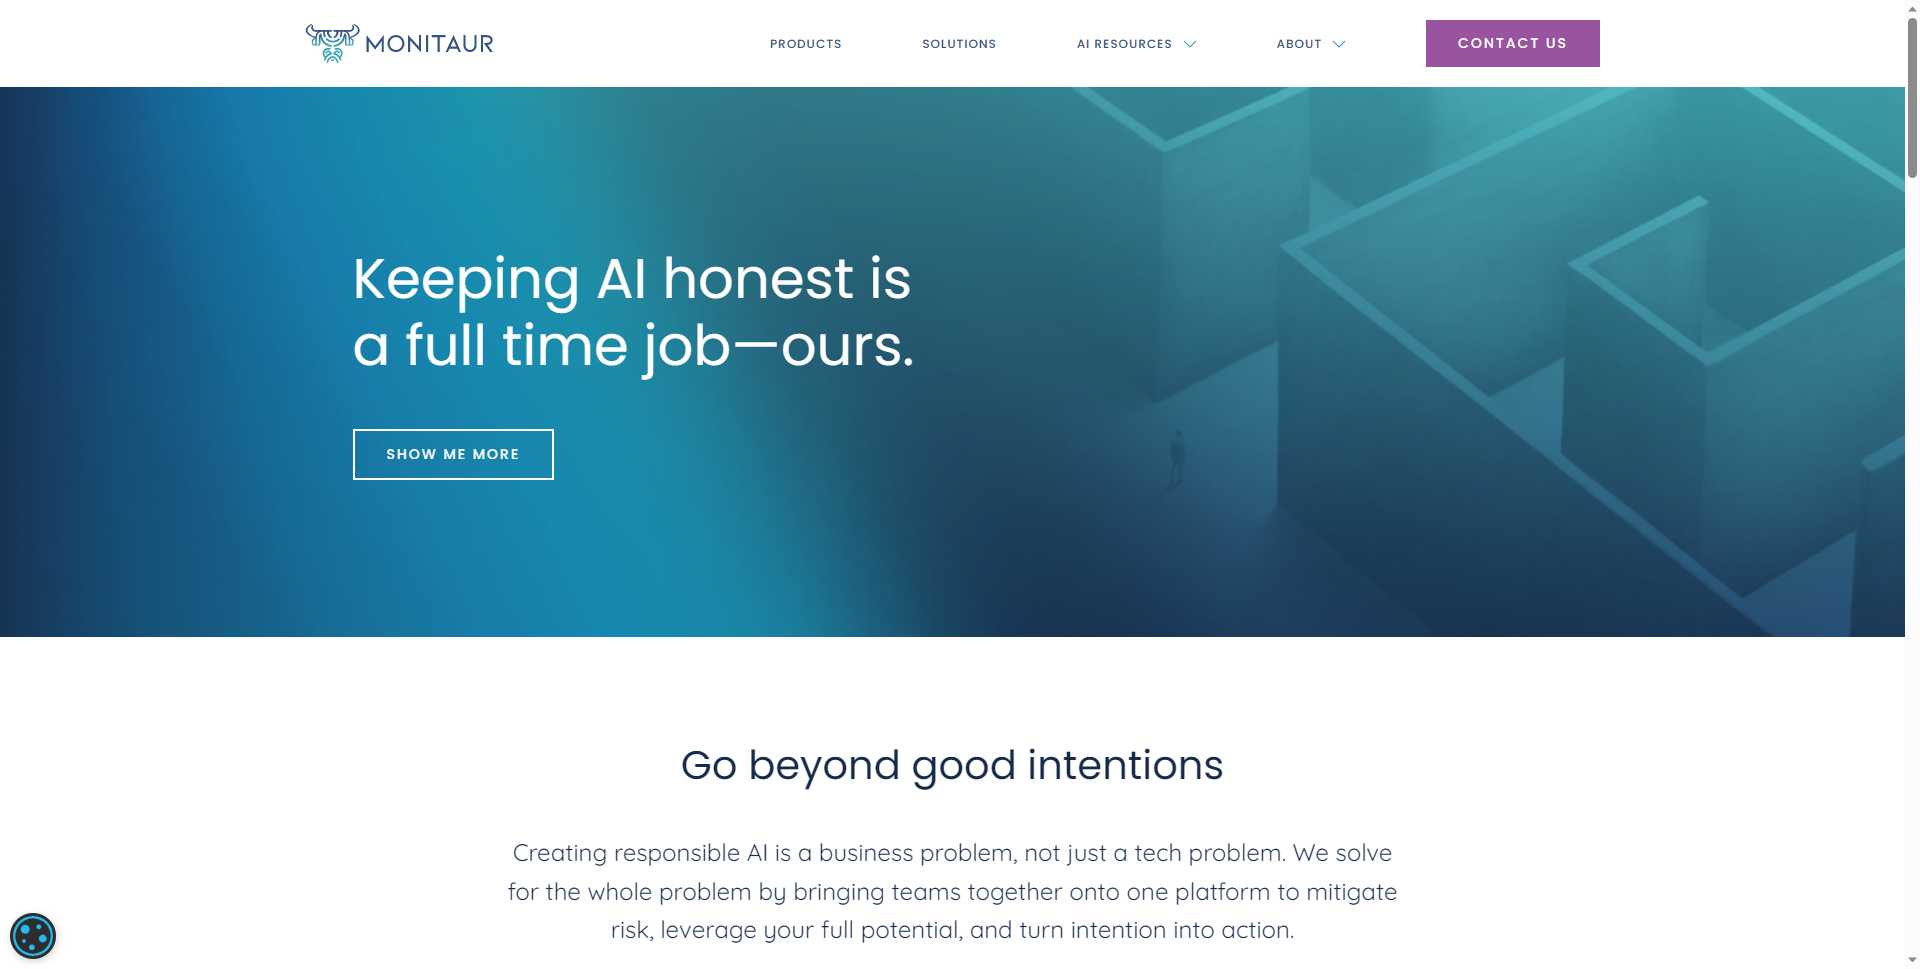 MONITAUR
PRODUCTS
SOLUTIONS
AI RESOURCES
ABOUT
CONTACT US
Keeping AI honest is
a full time job—ours.
SHOW ME MORE
Go beyond good intentions
Creating responsible AI is a business problem, not just a tech problem. We solve
for the whole problem by bringing teams together onto one platform to mitigate
risk, leverage your full potential, and turn intention into action.